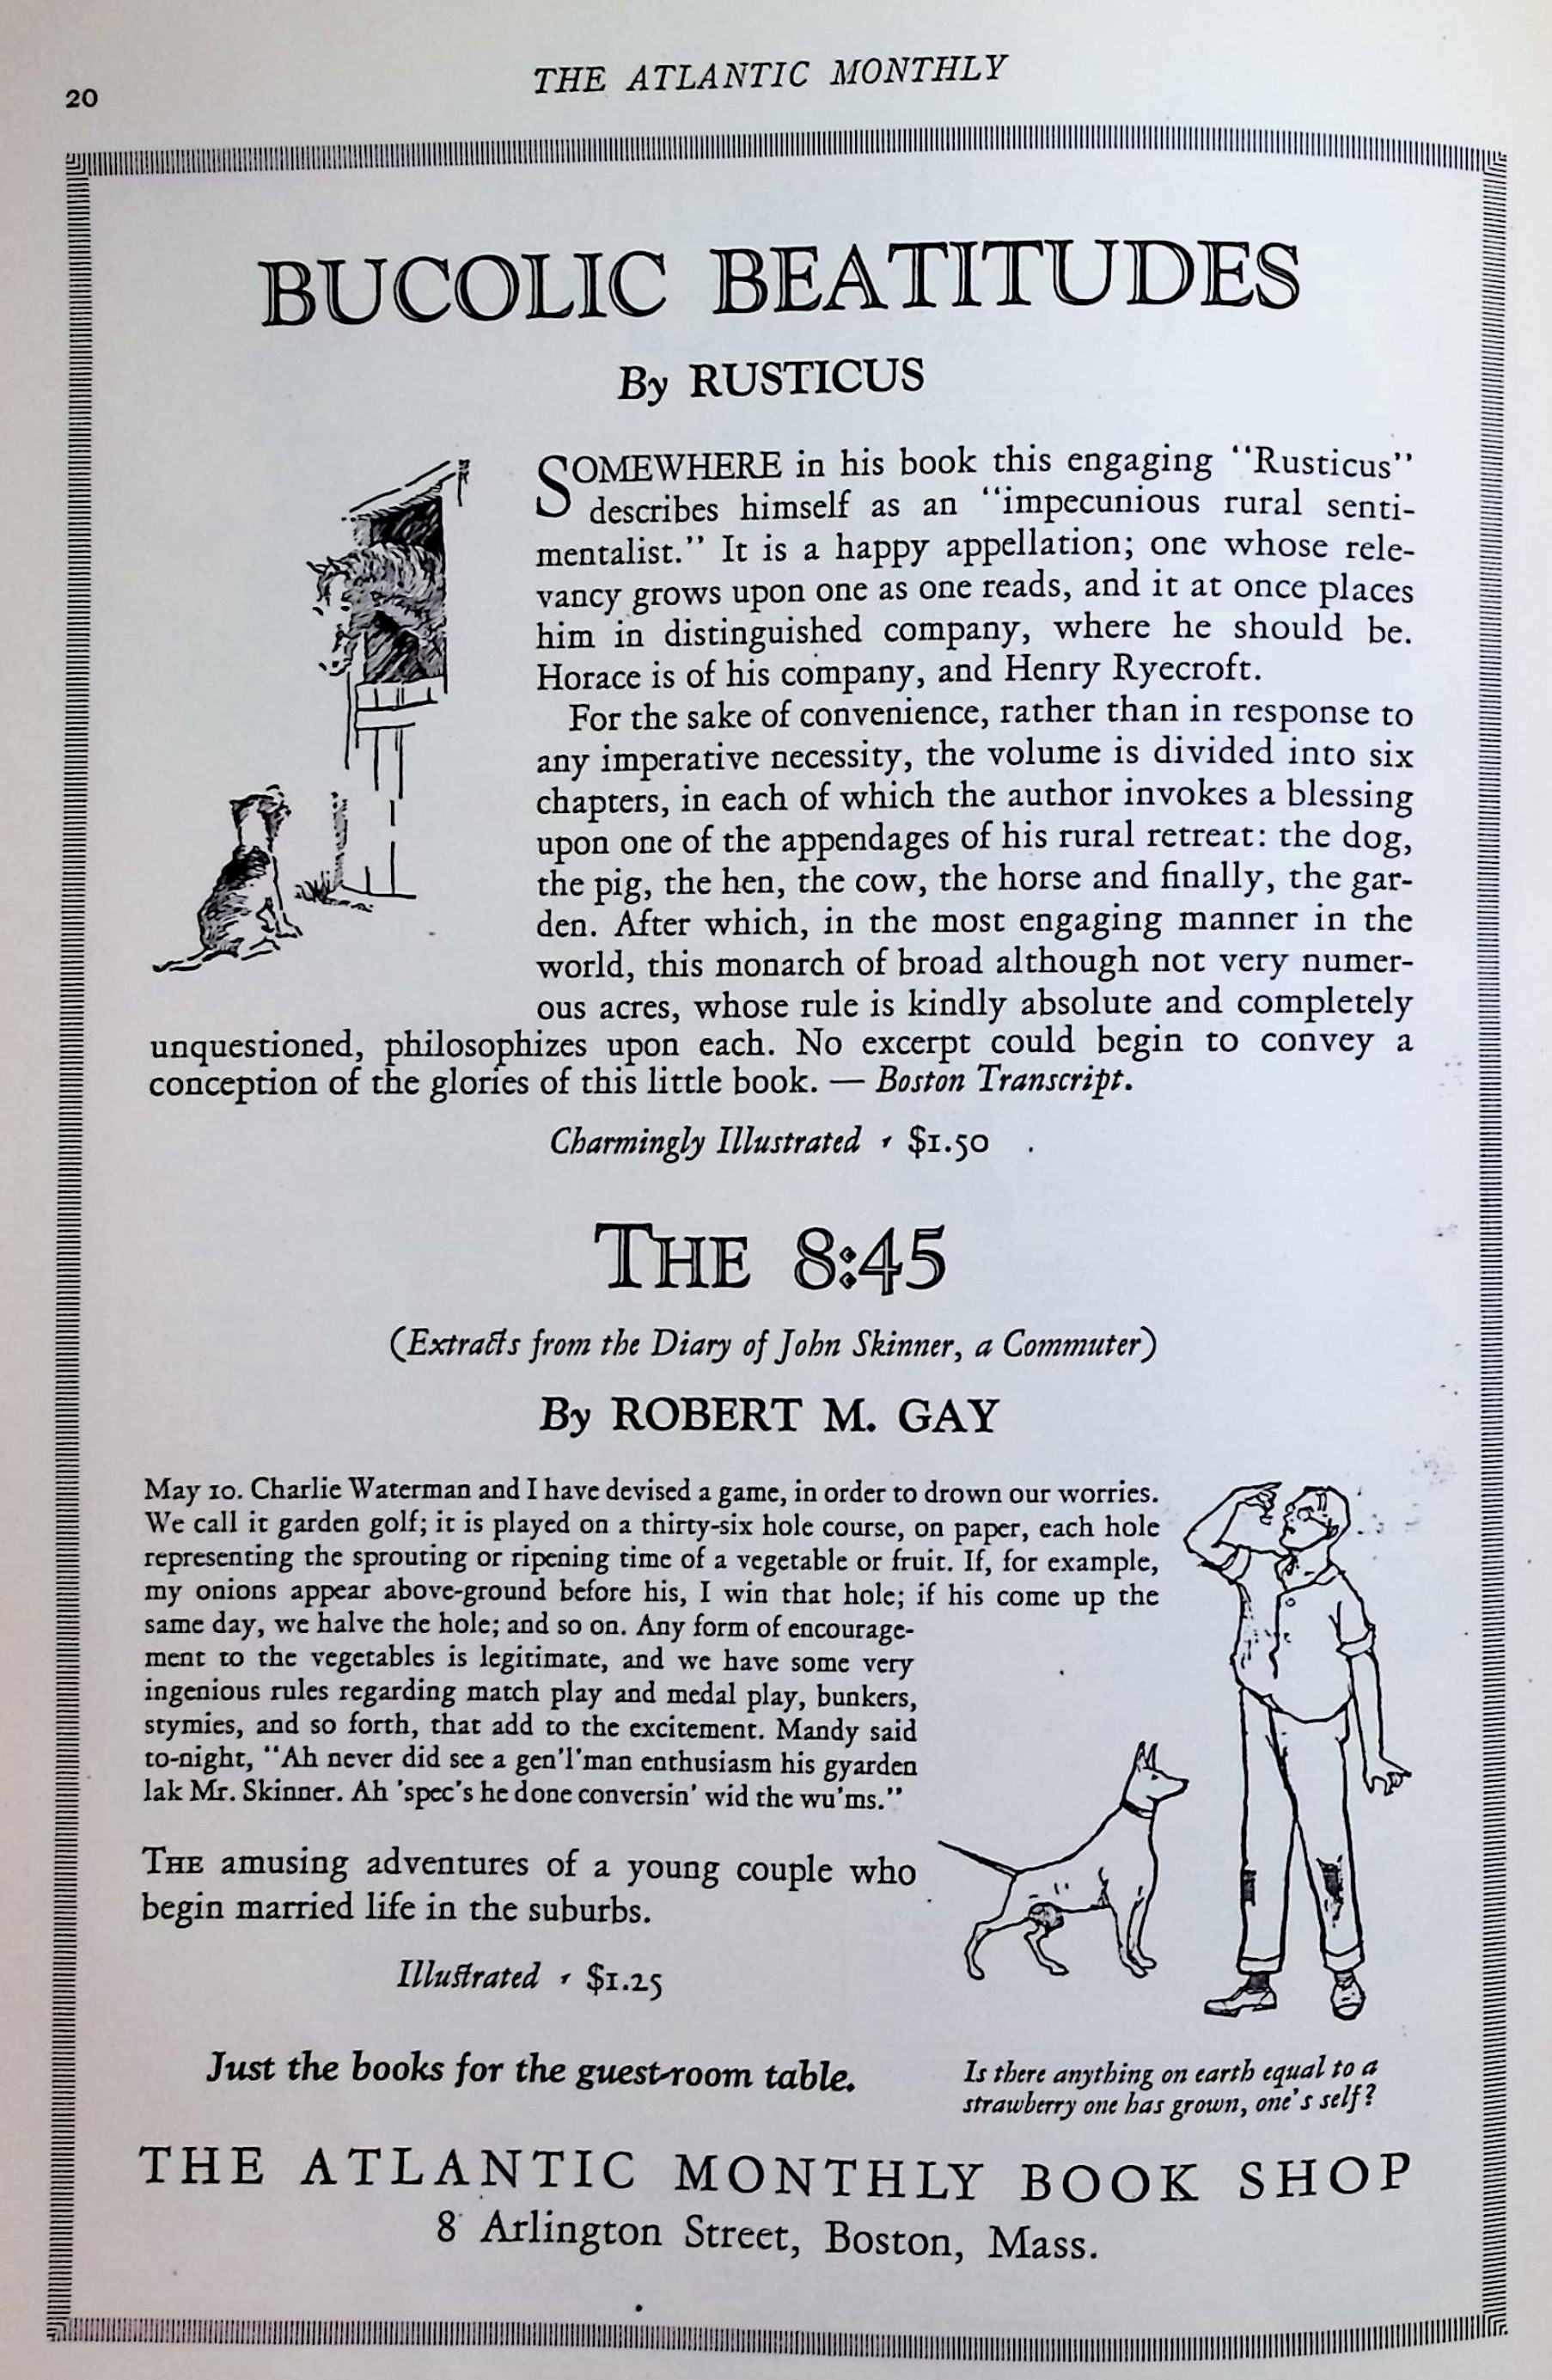 20
THE ATLANTIC MONTHLY
BUCOLIC BEATITUDES
By RUSTICUS
SOMEWHERE in his book this engaging "Rusticus"
describes himself as an "impecunious rural senti-
mentalist." It is a happy appellation; one whose rele-
vancy grows upon one as one reads, and it at once places
him in distinguished company, where he should be.
Horace is of his company, and Henry Ryecroft.
For the sake of convenience, rather than in response to
any imperative necessity, the volume is divided into six
chapters, in each of which the author invokes a blessing
upon one of the appendages of his rural retreat: the dog,
the pig, the hen, the cow, the horse and finally, the gar-
den. After which, in the most engaging manner in the
world, this monarch of broad although not very numer-
ous acres, whose rule is kindly absolute and completely
unquestioned, philosophizes upon each. No excerpt could begin to convey a
conception of the glories of this little book. — Boston Transcript.
Charmingly Illustrated , $1.50
THE 8:45
(Extracts from the Diary of John Skinner, a Commuter)
By ROBERT M. GAY
May 10. Charlie Waterman and I have devised a game, in order to drown our worries.
We call it garden golf; it is played on a thirty-six hole course, on paper, each hole
representing the sprouting or ripening time of a vegetable or fruit. If, for example,
my onions appear above-ground before his, I win that hole; if his come up the
same day, we halve the hole; and so on. Any form of encourage-
ment to the vegetables is legitimate, and we have some very
ingenious rules regarding match play and medal play, bunkers,
stymies, and so forth, that add to the excitement. Mandy said
to-night, "Ah never did see a gen'l'man enthusiasm his gyarden
lak Mr. Skinner. Ah 'spec's he done conversin' wid the wu'ms."
THE amusing adventures of a young couple who
begin married life in the suburbs.
Illustrated , $1.25
Just the books for the guest-room table.
Is there anything on earth equal to a
strawberry one has grown, one's self?
THE ATLANTIC MONTHLY BOOK SHOP
8 Arlington Street, Boston, Mass.